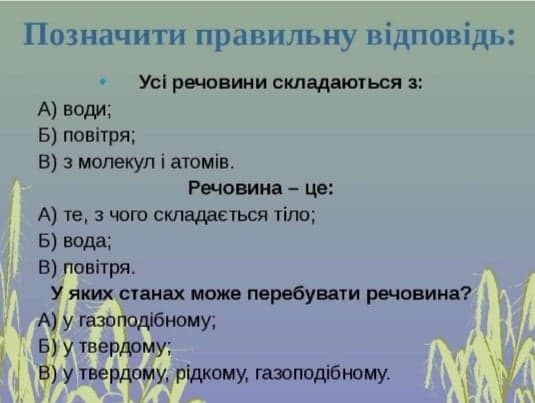 Позначити правильну відповідь:
Усі речовини складаються з:
А) води;
Б) повітря;
В) з молекул і атомів.
Речовина – це:
А) те, з чого складається тіло;
Б) вода;
В) повітря.
У яких станах може перебувати речовина?
А) у газоподібному;
Б) у твердому;
В) у твердому, рідкому, газоподібному.